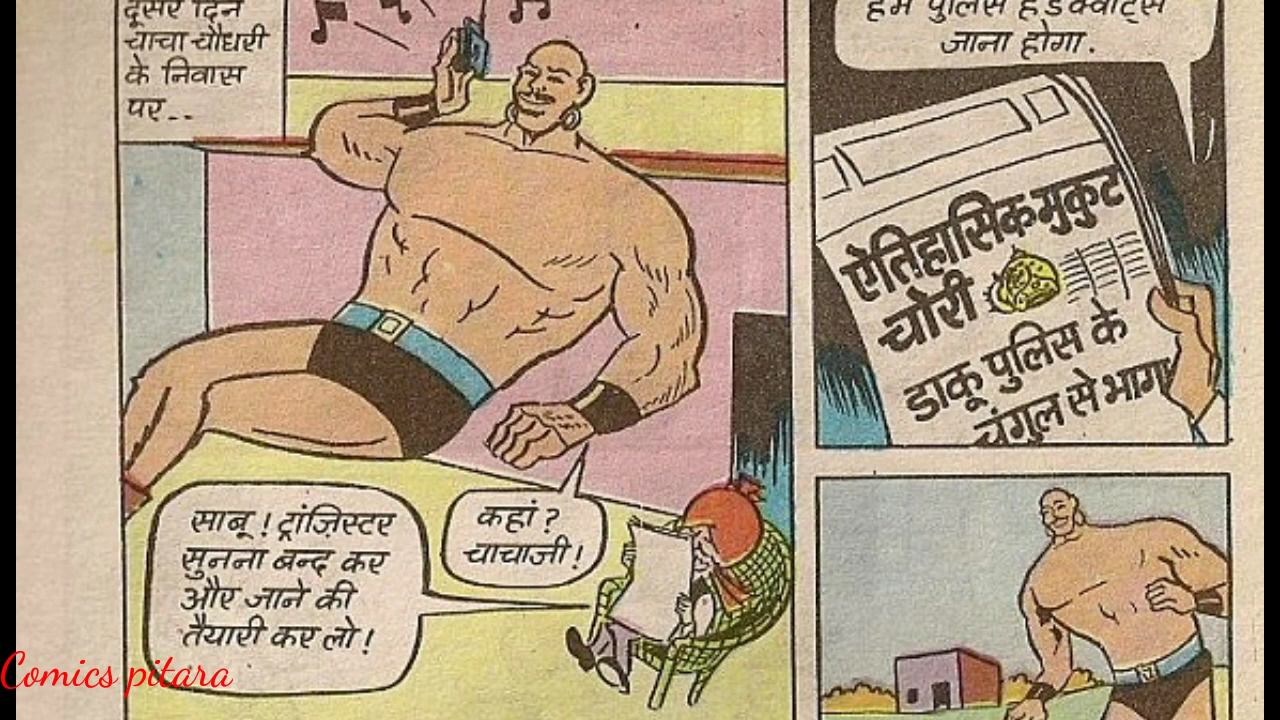 दूसरे दिन
चाचा चौधरी
के निवास
पर..
साबू! ट्रांज़िस्टर
सुनना बन्द कर
और जाने की
तैयारी कर लो!
कहां?
चाचाजी!
हमें पुलिस हेडक्वार्टर्स
जाना होगा.
ऐतिहासिक मुकुट
चोरी
डाकू पुलिस के
चंगुल से भागा
Comics pitara